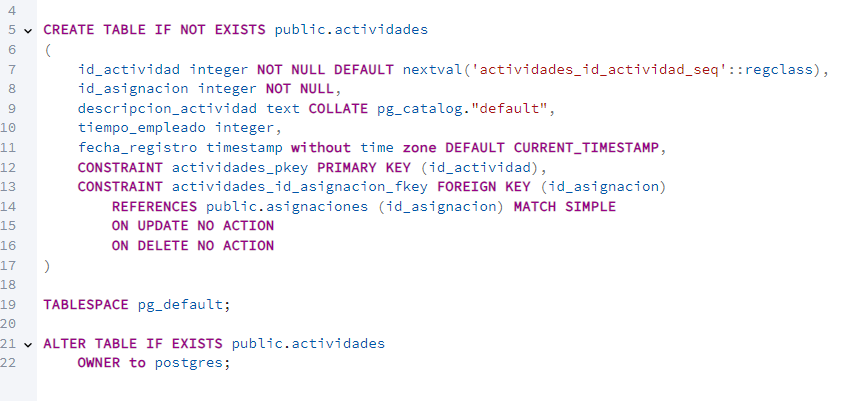 4
5 CREATE TABLE IF NOT EXISTS public.actividades
6 (
7 id_actividad integer NOT NULL DEFAULT nextval('actividades_id_actividad_seq'::regclass),
8 id_asignacion integer NOT NULL,
9 descripcion_actividad text COLLATE pg_catalog."default",
10 tiempo_empleado integer,
11 fecha_registro timestamp without time zone DEFAULT CURRENT_TIMESTAMP,
12 CONSTRAINT actividades_pkey PRIMARY KEY (id_actividad),
13 CONSTRAINT actividades_id_asignacion_fkey FOREIGN KEY (id_asignacion)
14 REFERENCES public.asignaciones (id_asignacion) MATCH SIMPLE
15 ON UPDATE NO ACTION
16 ON DELETE NO ACTION
17 )
18
19 TABLESPACE pg_default;
20
21 ALTER TABLE IF EXISTS public.actividades
22 OWNER to postgres;